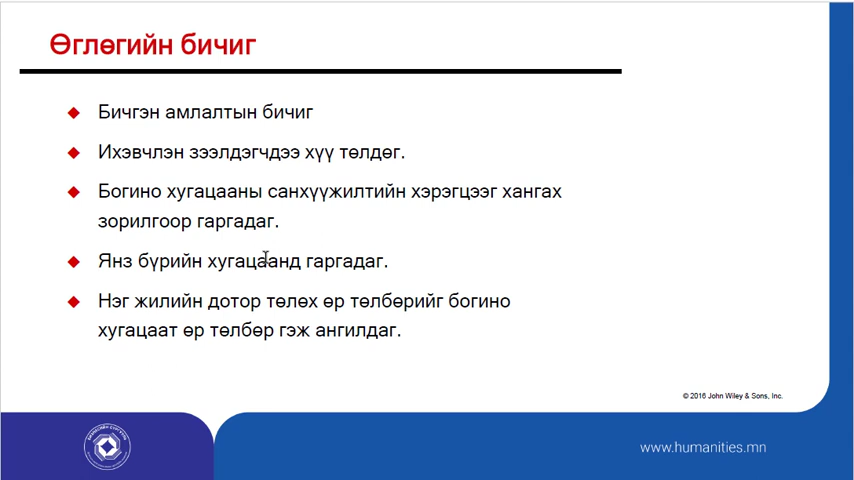 Өглөгийн бичиг
Бичгэн амлалтын бичиг
Ихэвчлэн зээлдэгчдээ хүү төлдөг.
Богино хугацааны санхүүжилтийн хэрэгцээг хангах
зорилгоор гаргадаг.
Янз бүрийн хугацаанд гаргадаг.
Нэг жилийн дотор төлөх өр төлбөрийг богино
хугацаат өр төлбөр гэж ангилдаг.
© 2016 John Wiley & Sons, Inc.
www.humanities.mn